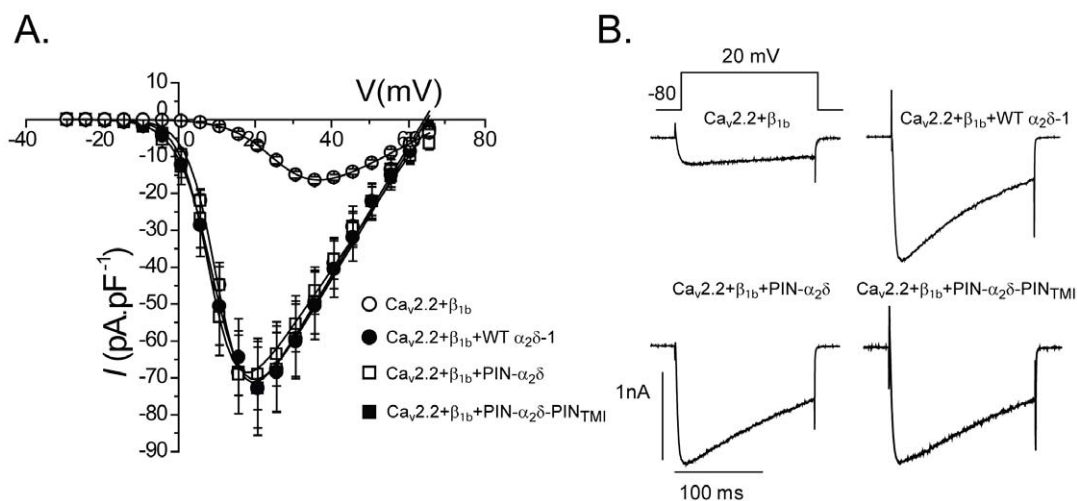 A.
V(mV)
10
0
-10
-20
-30
-40
-50
-60
-70
-80
-90
-40 -20 0 20 40 60 80
I (pA.pF⁻¹)
Caᵥ2.2+β₁b
Caᵥ2.2+β₁b+WT α₂δ-1
Caᵥ2.2+β₁b+PIN-α₂δ
Caᵥ2.2+β₁b+PIN-α₂δ-PIN_TMI
B.
20 mV
-80
Caᵥ2.2+β₁b
Caᵥ2.2+β₁b+WT α₂δ-1
Caᵥ2.2+β₁b+PIN-α₂δ
Caᵥ2.2+β₁b+PIN-α₂δ-PIN_TMI
1nA
100 ms